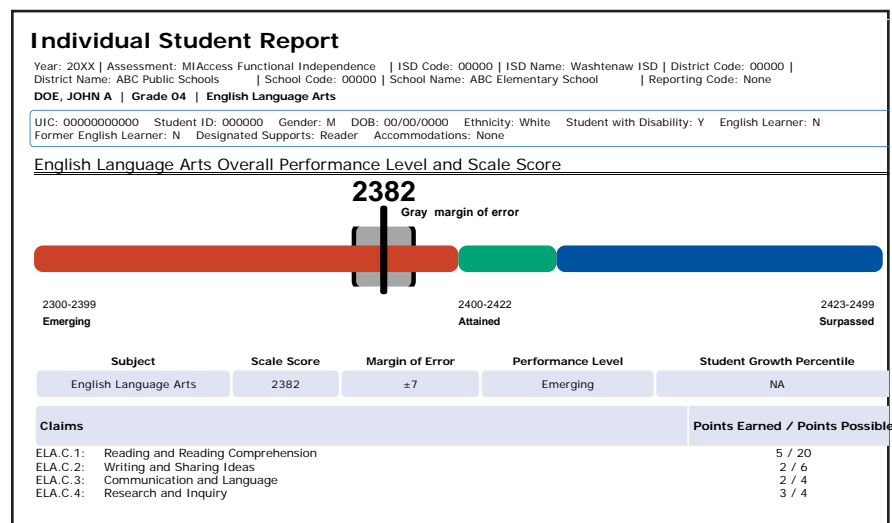 Individual Student Report
Year: 20XX | Assessment: MIAccess Functional Independence | ISD Code: 00000 | ISD Name: Washtenaw ISD | District Code: 00000 |
District Name: ABC Public Schools | School Code: 00000 | School Name: ABC Elementary School | Reporting Code: None
DOE, JOHN A | Grade 04 | English Language Arts
UIC: 00000000000 Student ID: 000000 Gender: M DOB: 00/00/0000 Ethnicity: White Student with Disability: Y English Learner: N
Former English Learner: N Designated Supports: Reader Accommodations: None
English Language Arts Overall Performance Level and Scale Score
2382
Gray margin of error
2300-2399 2400-2422 2423-2499
Emerging Attained Surpassed
Subject Scale Score Margin of Error Performance Level Student Growth Percentile
English Language Arts 2382 ±7 Emerging NA
Claims Points Earned / Points Possible
ELA.C.1: Reading and Reading Comprehension 5 / 20
ELA.C.2: Writing and Sharing Ideas 2 / 6
ELA.C.3: Communication and Language 2 / 4
ELA.C.4: Research and Inquiry 3 / 4